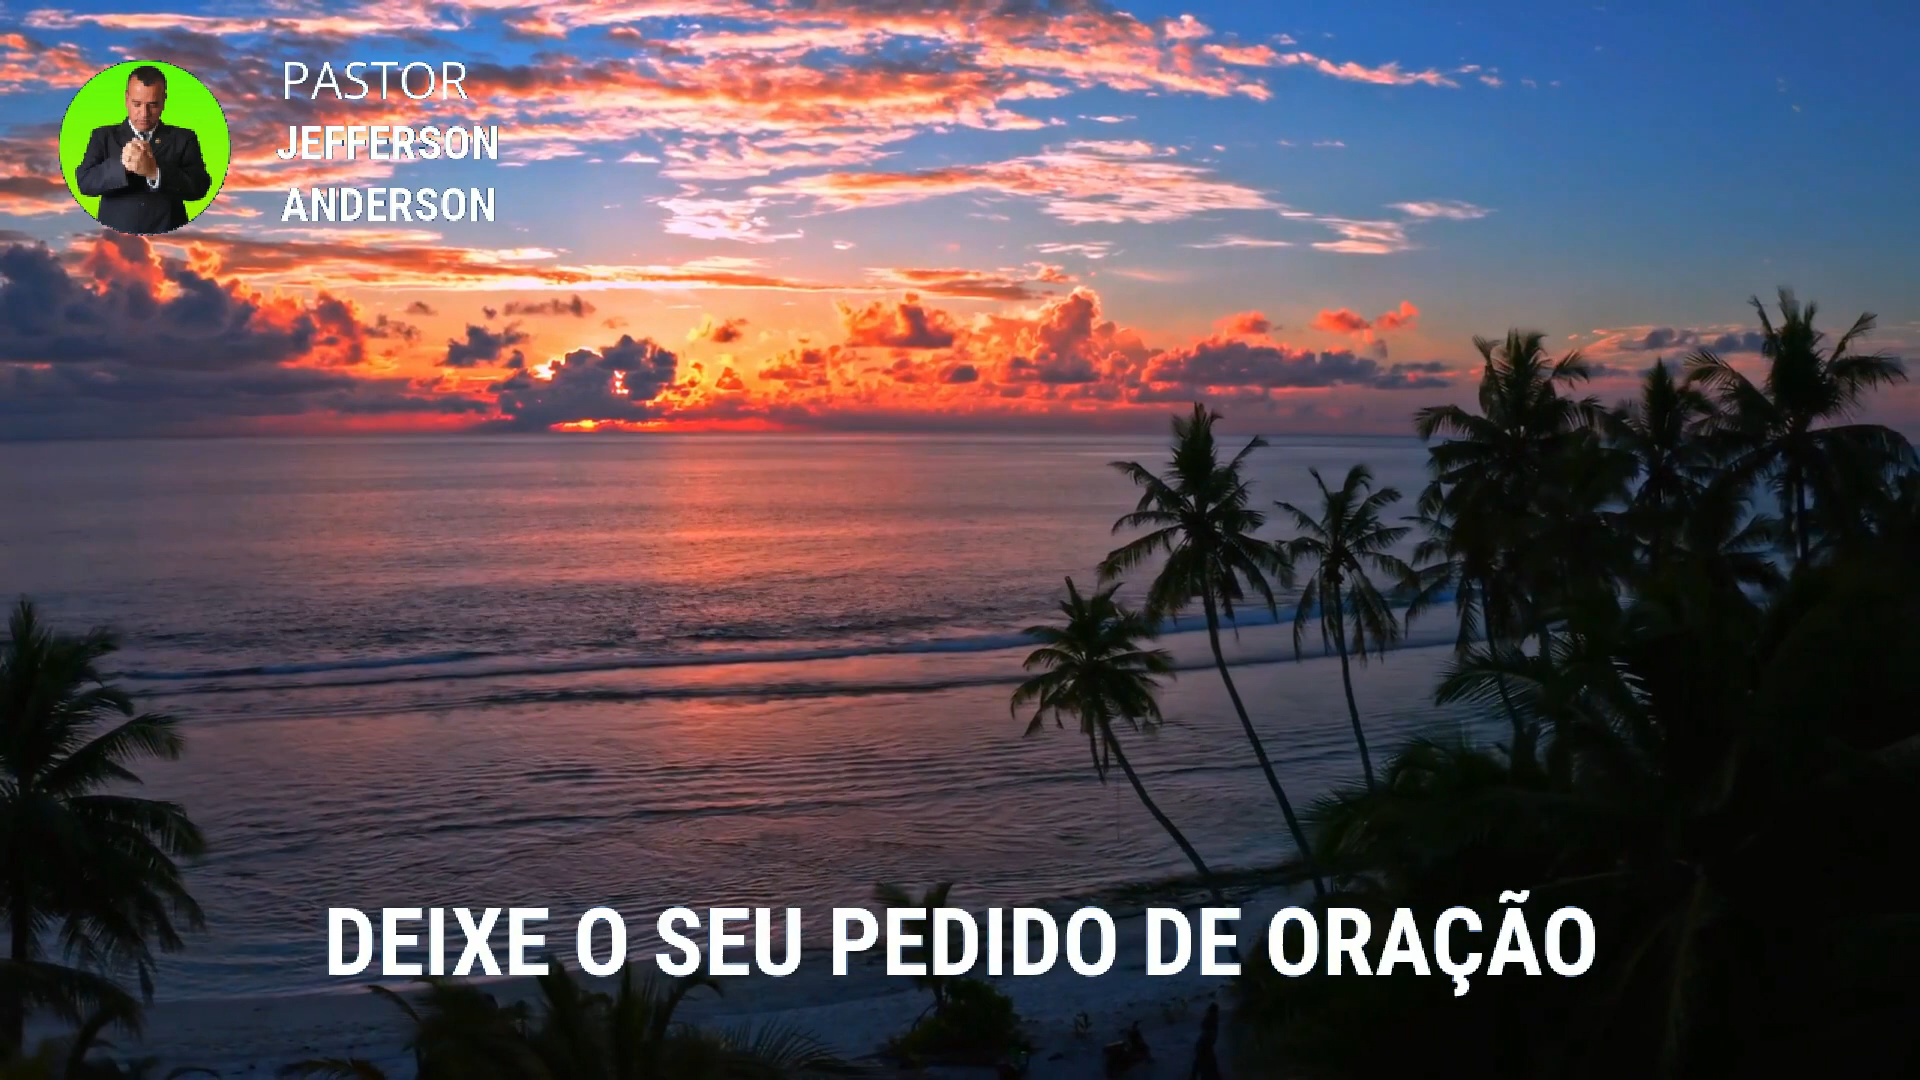 PASTOR
JEFFERSON
ANDERSON
DEIXE O SEU PEDIDO DE ORAÇÃO